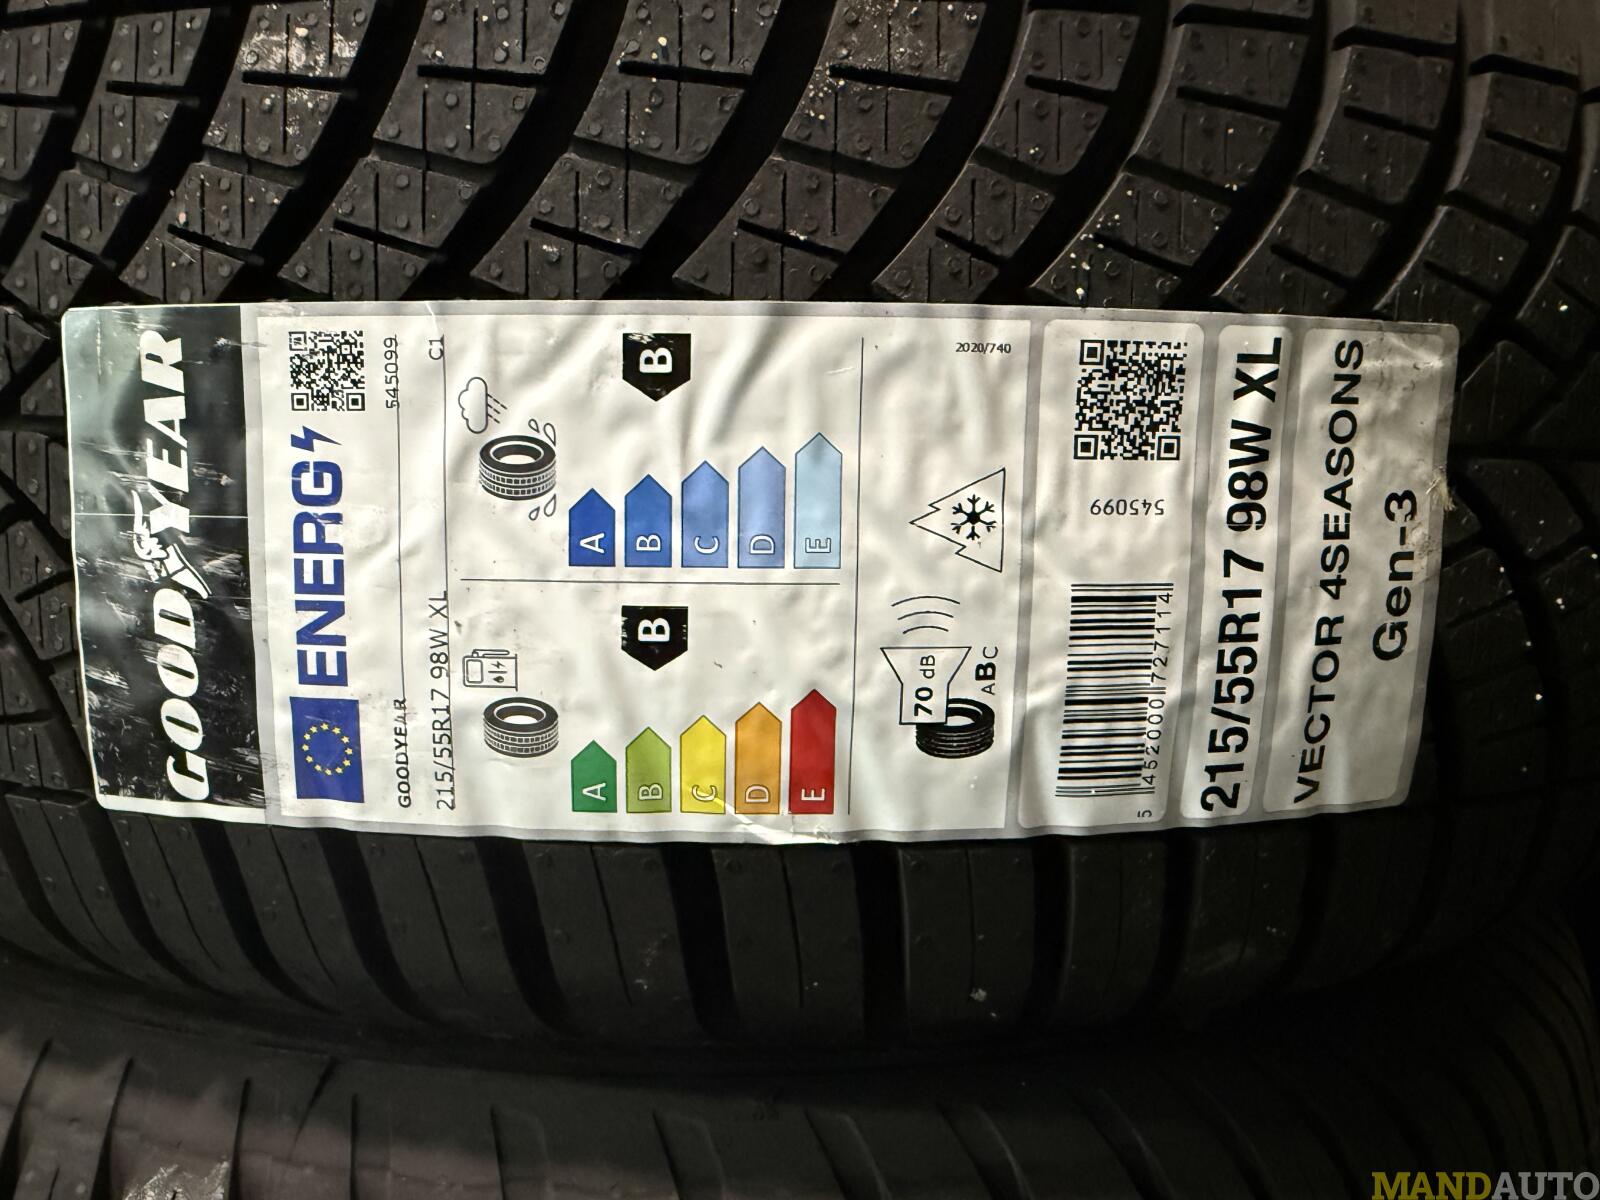 GOODYEAR
ENERG
545099
GOODYEAR
215/55R17 98W XL
C1
A
B
C
D
E
B
A
B
C
D
E
B
70 dB
ABC
2020/740
545099
5 452000 727114
215/55R17 98W XL
VECTOR 4SEASONS
Gen-3
MANDAUTO